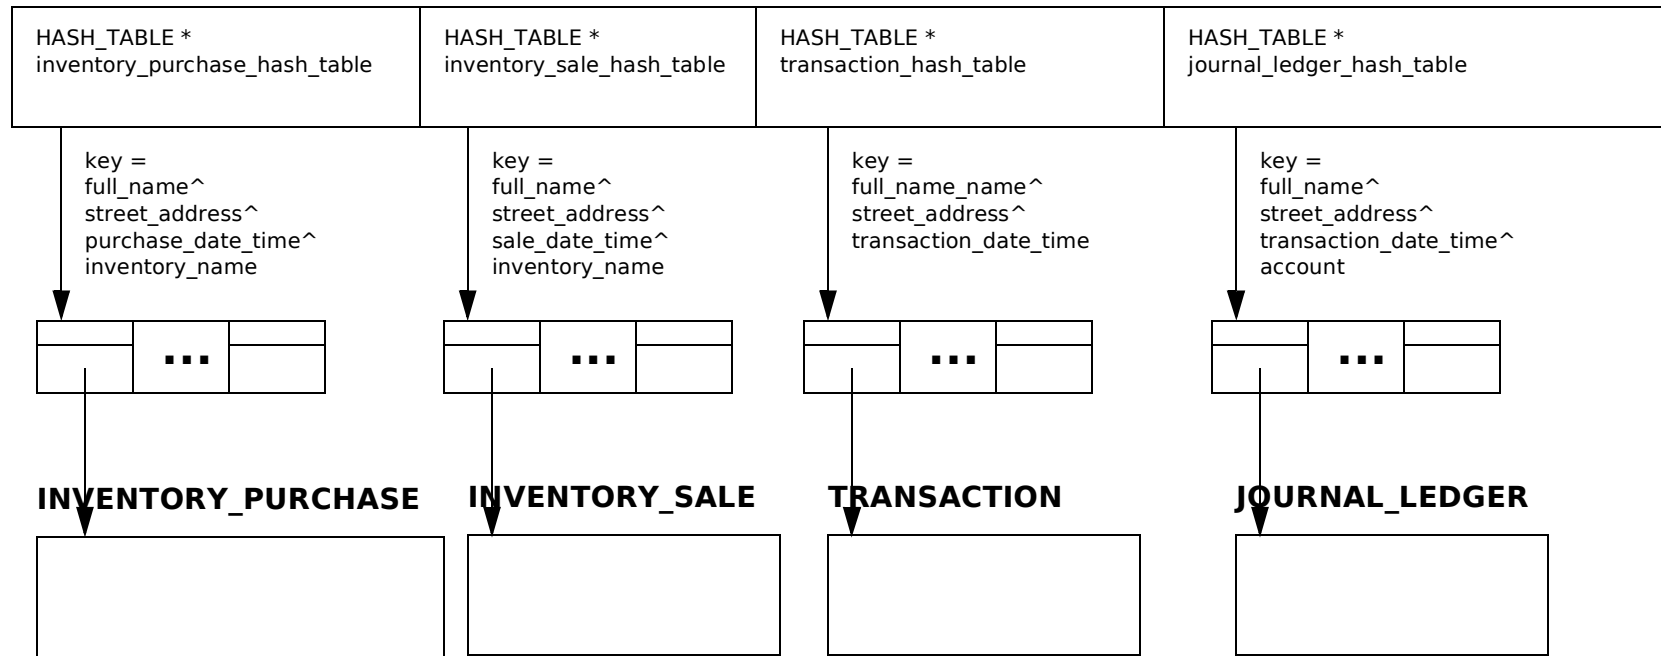 HASH_TABLE *
inventory_purchase_hash_table
HASH_TABLE *
inventory_sale_hash_table
HASH_TABLE *
transaction_hash_table
HASH_TABLE *
journal_ledger_hash_table
key =
full_name^
street_address^
purchase_date_time^
inventory_name
key =
full_name^
street_address^
sale_date_time^
inventory_name
key =
full_name_name^
street_address^
transaction_date_time
key =
full_name^
street_address^
transaction_date_time^
account
...
...
...
...
INVENTORY_PURCHASE
INVENTORY_SALE
TRANSACTION
JOURNAL_LEDGER